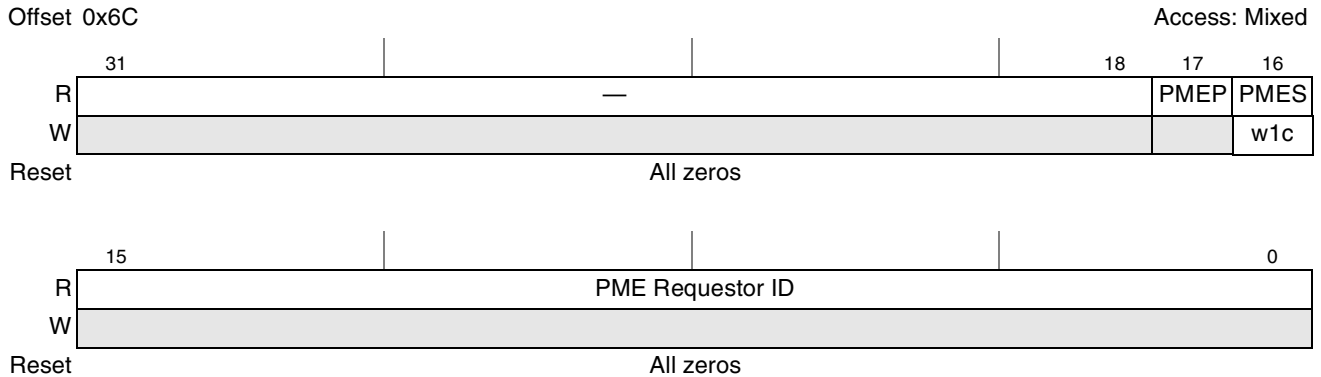 Offset 0x6C Access: Mixed
31 18 17 16
R — PMEP PMES
W w1c
Reset All zeros
15 0
R PME Requestor ID
W
Reset All zeros